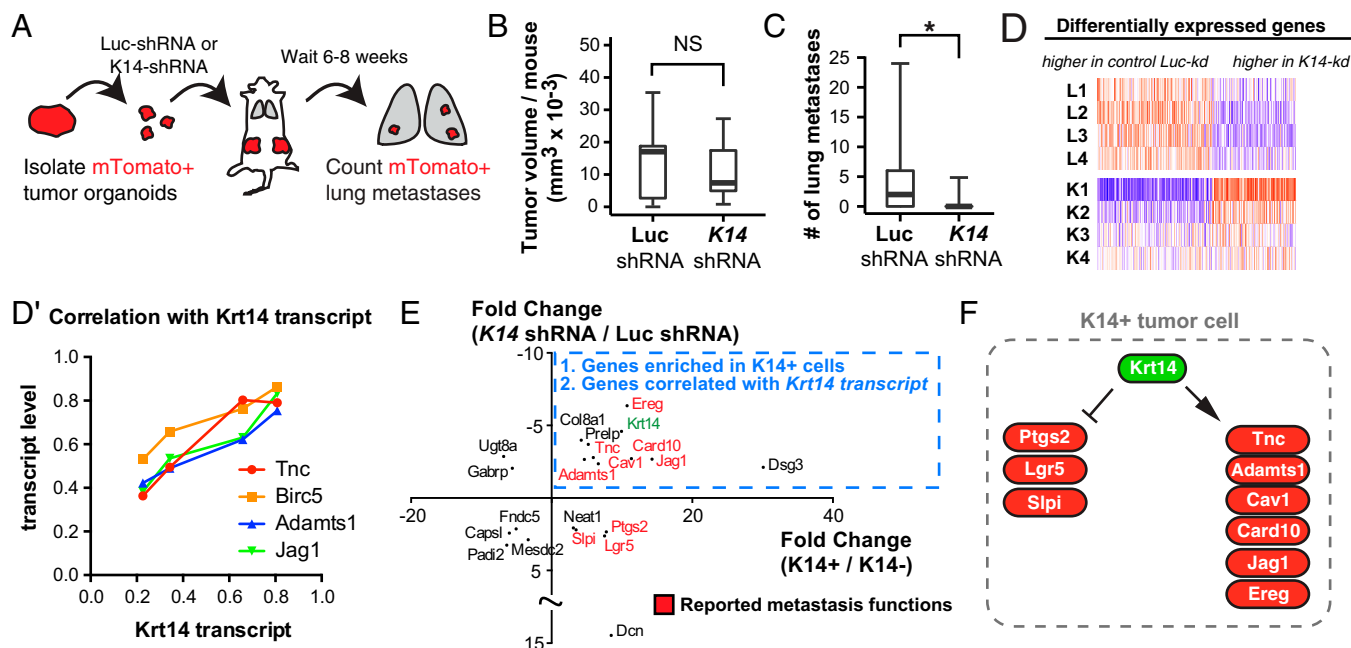 A
Luc-shRNA or
K14-shRNA
Wait 6-8 weeks
Isolate mTomato+
tumor organoids
Count mTomato+
lung metastases
B
Tumor volume / mouse
(mm³ x 10⁻³)
50
40
30
20
10
0
NS
Luc
shRNA
K14
shRNA
C
# of lung metastases
25
20
15
10
5
0
*
Luc
shRNA
K14
shRNA
D
Differentially expressed genes
higher in control Luc-kd
higher in K14-kd
L1
L2
L3
L4
K1
K2
K3
K4
D'
Correlation with Krt14 transcript
transcript level
1.0
0.8
0.6
0.4
0.2
0.0
0.0
0.2
0.4
0.6
0.8
1.0
Krt14 transcript
Tnc
Birc5
Adamts1
Jag1
E
Fold Change
(K14 shRNA / Luc shRNA)
-10
-5
5
15
-20
20
40
1. Genes enriched in K14+ cells
2. Genes correlated with Krt14 transcript
Ereg
Col8a1
Krt14
Prelp
Ugt8a
Tnc
Card10
Gabrp
Cav1
Jag1
Dsg3
Adamts1
Fndc5
Neat1
Capsl
Slpi
Ptgs2
Padi2
Mesdc2
Lgr5
Dcn
Fold Change
(K14+ / K14-)
Reported metastasis functions
F
K14+ tumor cell
Krt14
Ptgs2
Lgr5
Slpi
Tnc
Adamts1
Cav1
Card10
Jag1
Ereg